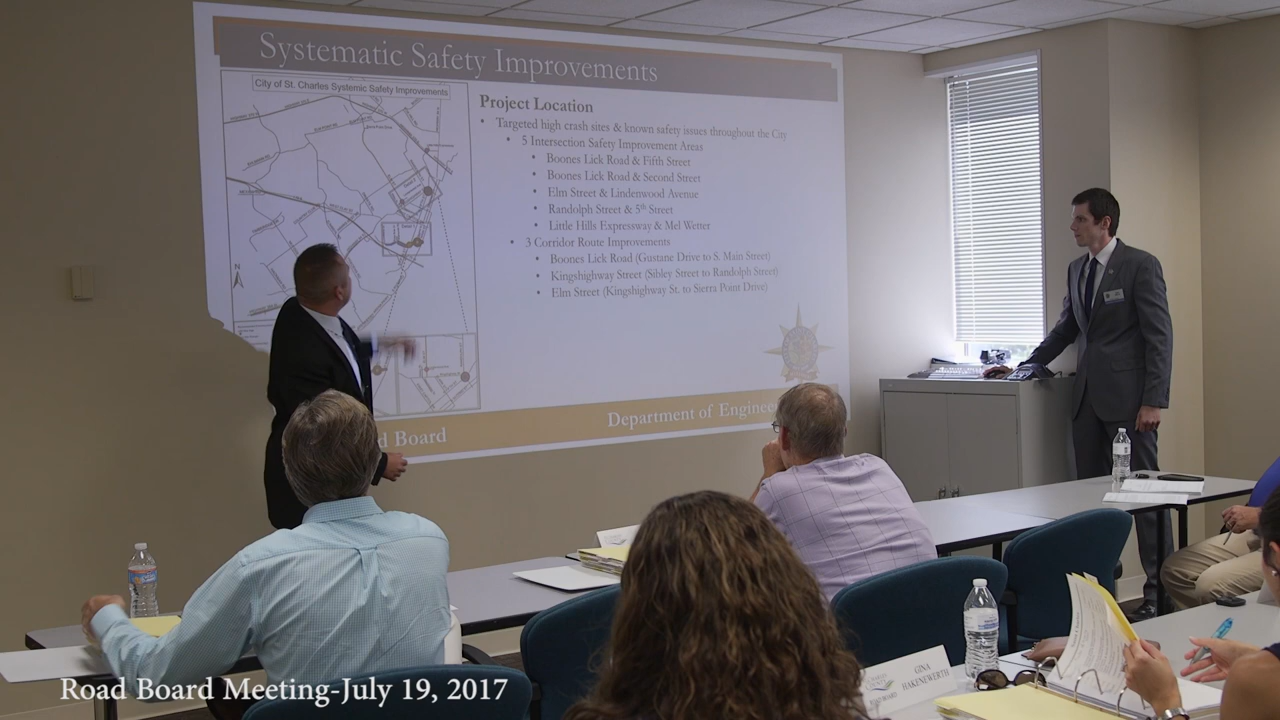 Systematic Safety Improvements
City of St. Charles Systemic Safety Improvements
Project Location
• Targeted high crash sites & known safety issues throughout the City
• 5 Intersection Safety Improvement Areas
• Boones Lick Road & Fifth Street
• Boones Lick Road & Second Street
• Elm Street & Lindenwood Avenue
• Randolph Street & 5th Street
• Little Hills Expressway & Mel Wetter
• 3 Corridor Route Improvements
• Boones Lick Road (Gustane Drive to S. Main Street)
• Kingshighway Street (Sibley Street to Randolph Street)
• Elm Street (Kingshighway St. to Sierra Point Drive)
N
d Board
Department of Enginee
GINA
HAKENEWERTH
Road Board Meeting-July 19, 2017